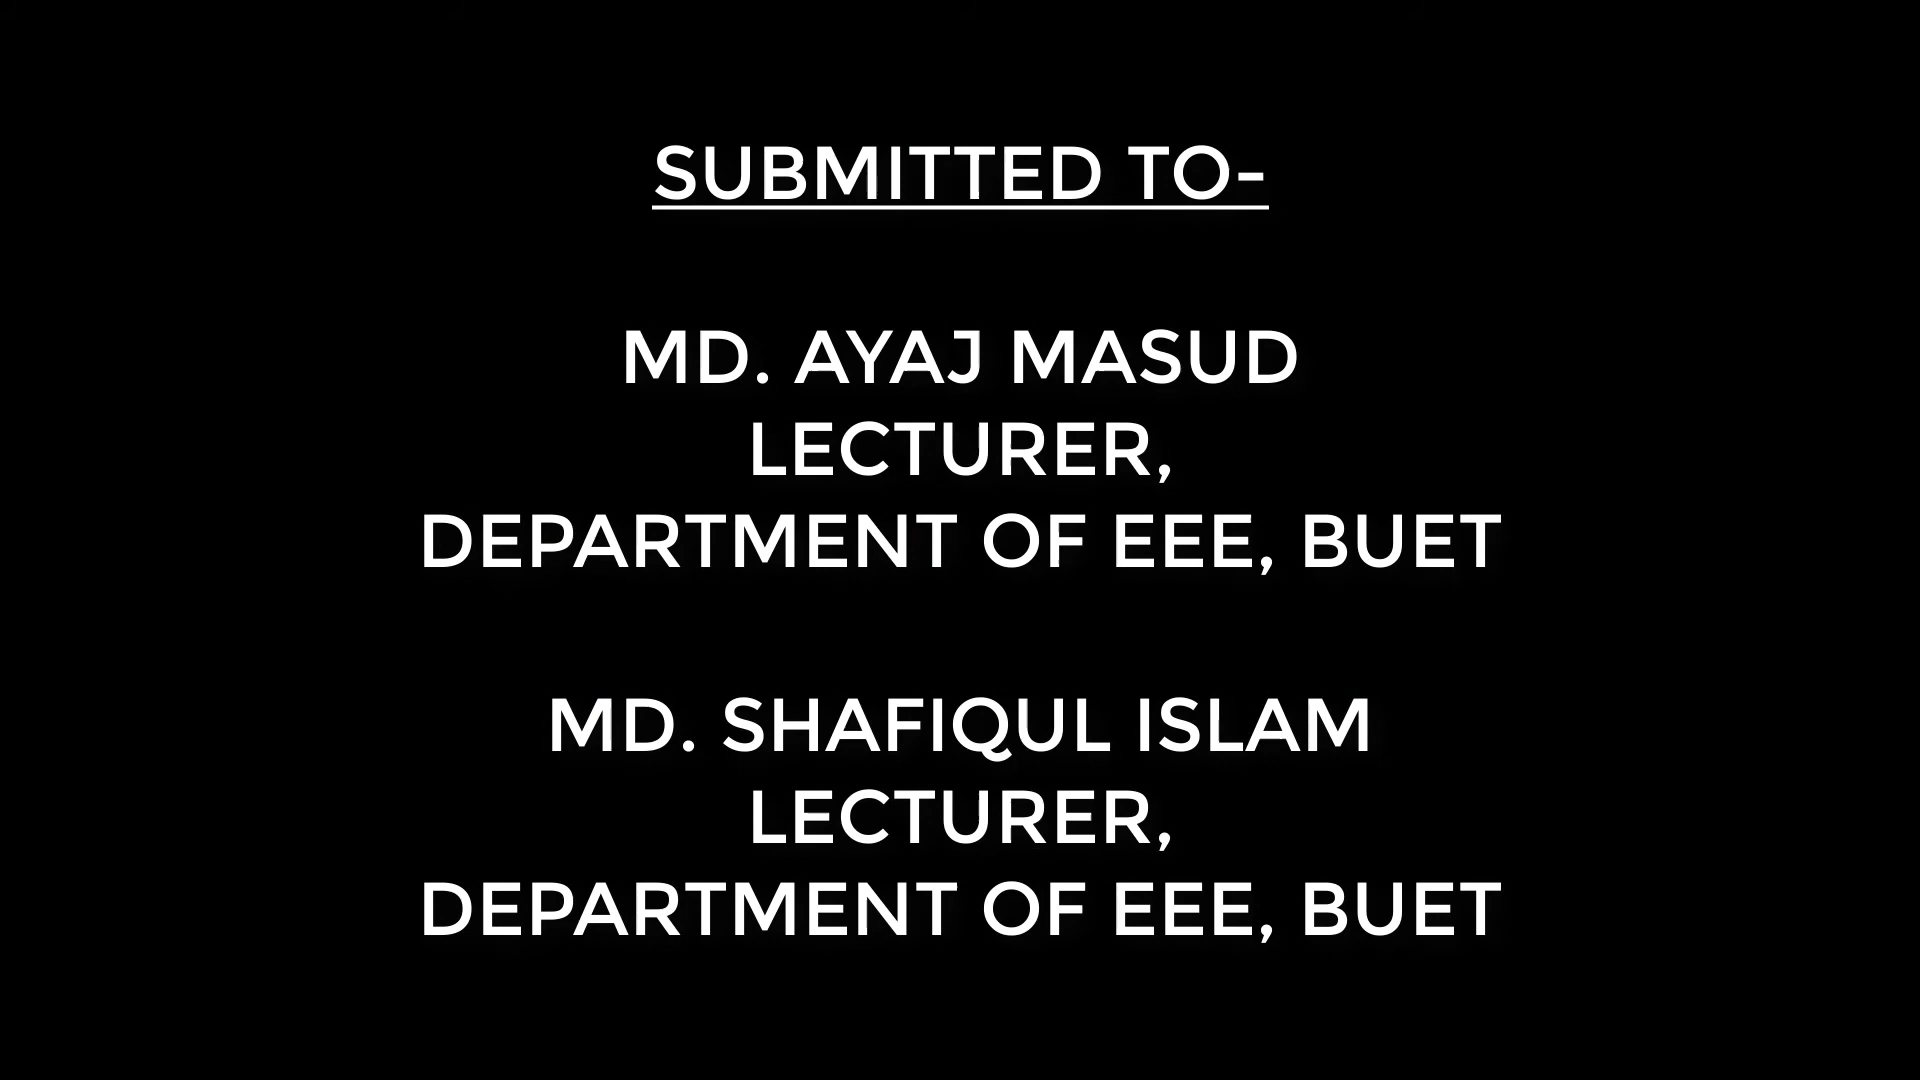 SUBMITTED TO-
MD. AYAJ MASUD
LECTURER,
DEPARTMENT OF EEE, BUET
MD. SHAFIQUL ISLAM
LECTURER,
DEPARTMENT OF EEE, BUET